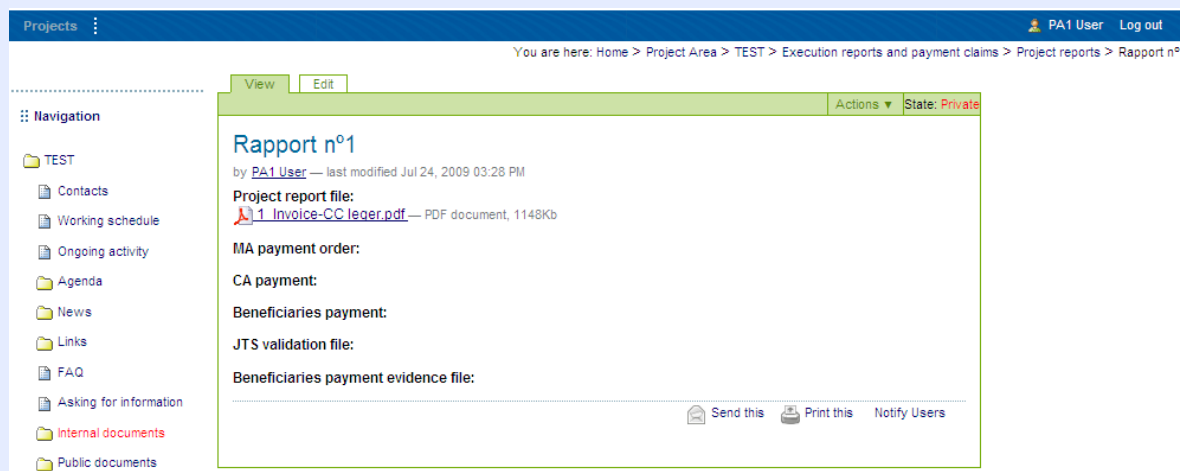 Projects
PA1 User Log out
You are here: Home > Project Area > TEST > Execution reports and payment claims > Project reports > Rapport nº
View Edit
Actions ▼ State: Private
Navigation
TEST
Contacts
Working schedule
Ongoing activity
Agenda
News
Links
FAQ
Asking for information
Internal documents
Public documents
Rapport nº1
by PA1 User — last modified Jul 24, 2009 03:28 PM
Project report file:
1_Invoice-CC leger.pdf — PDF document, 1148Kb
MA payment order:
CA payment:
Beneficiaries payment:
JTS validation file:
Beneficiaries payment evidence file:
Send this Print this Notify Users